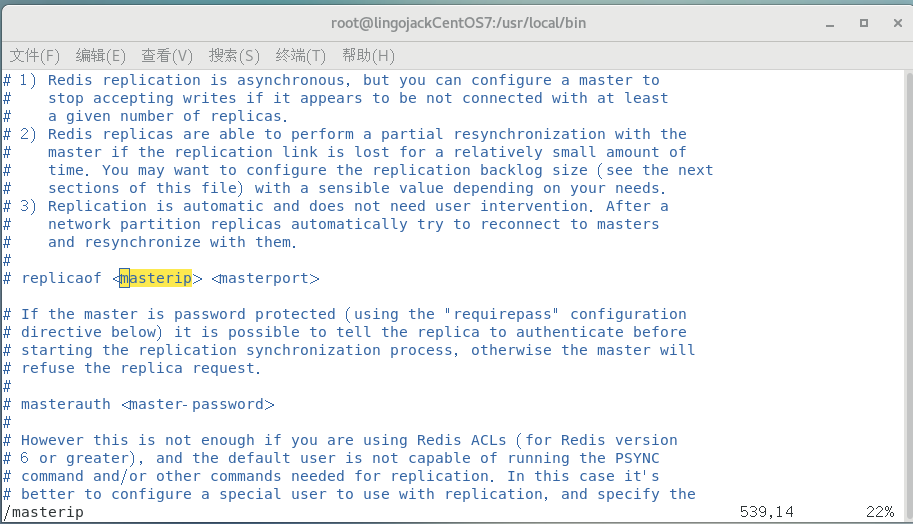 root@lingojackCentOS7:/usr/local/bin
文件(F) 编辑(E) 查看(V) 搜索(S) 终端(T) 帮助(H)
# 1) Redis replication is asynchronous, but you can configure a master to
#    stop accepting writes if it appears to be not connected with at least
#    a given number of replicas.
# 2) Redis replicas are able to perform a partial resynchronization with the
#    master if the replication link is lost for a relatively small amount of
#    time. You may want to configure the replication backlog size (see the next
#    sections of this file) with a sensible value depending on your needs.
# 3) Replication is automatic and does not need user intervention. After a
#    network partition replicas automatically try to reconnect to masters
#    and resynchronize with them.
#
# replicaof <masterip> <masterport>

# If the master is password protected (using the "requirepass" configuration
# directive below) it is possible to tell the replica to authenticate before
# starting the replication synchronization process, otherwise the master will
# refuse the replica request.
#
# masterauth <master-password>
#
# However this is not enough if you are using Redis ACLs (for Redis version
# 6 or greater), and the default user is not capable of running the PSYNC
# command and/or other commands needed for replication. In this case it's
# better to configure a special user to use with replication, and specify the
/masterip 539,14 22%